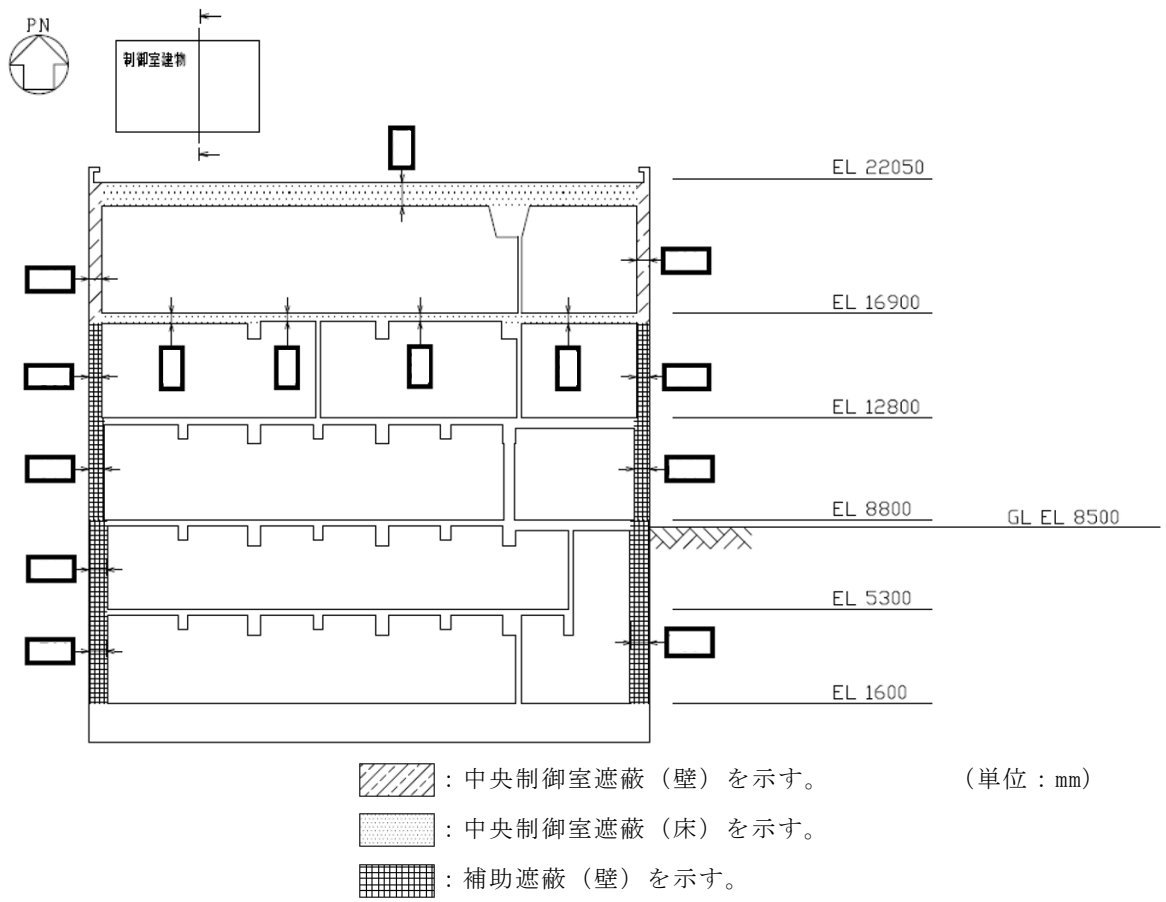 PN
制御室建物
EL 22050
EL 16900
EL 12800
EL 8800
GL EL 8500
EL 5300
EL 1600
：中央制御室遮蔽（壁）を示す。
（単位：mm）
：中央制御室遮蔽（床）を示す。
：補助遮蔽（壁）を示す。